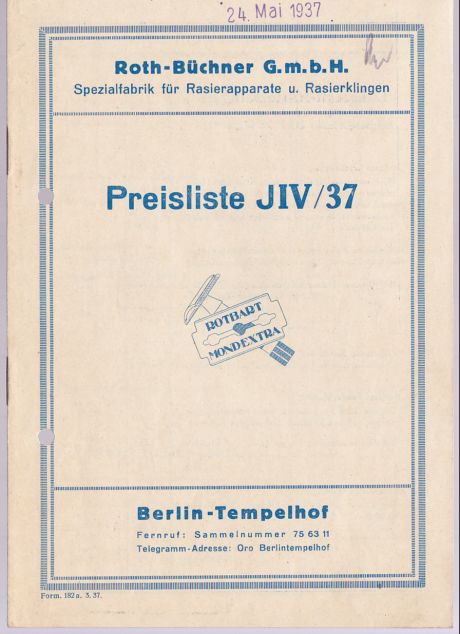 24. Mai 1937
Roth-Büchner G.m.b.H.
Spezialfabrik für Rasierapparate u. Rasierklingen
Preisliste JIV/37
ROTBART
MONDEXTRA
Berlin-Tempelhof
Fernruf: Sammelnummer 75 63 11
Telegramm-Adresse: Oro Berlintempelhof
Form. 182 a. 3. 37.